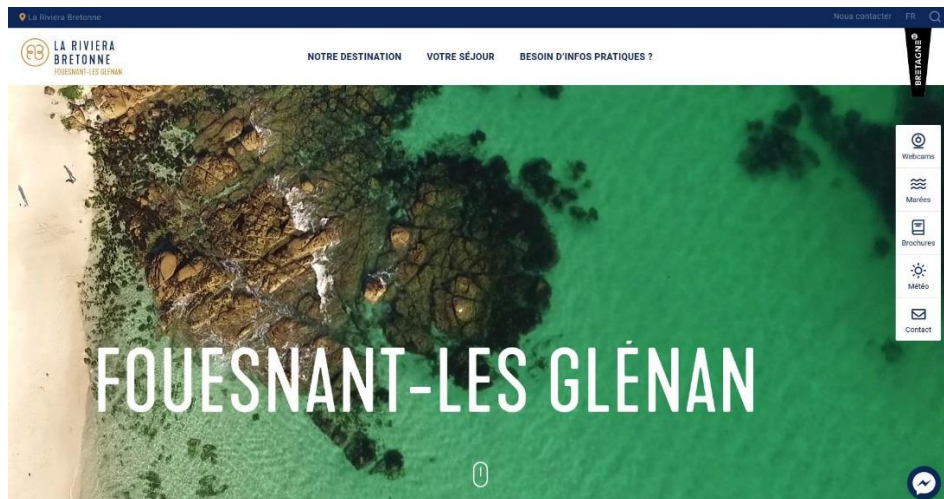 La Riviera Bretonne
Nous contacter FR
LA RIVIERA
BRETONNE
FOUESNANT-LES GLÉNAN
NOTRE DESTINATION VOTRE SÉJOUR BESOIN D'INFOS PRATIQUES ?
BRETAGNE
Webcams
Marées
Brochures
Météo
Contact
FOUESNANT-LES GLÉNAN